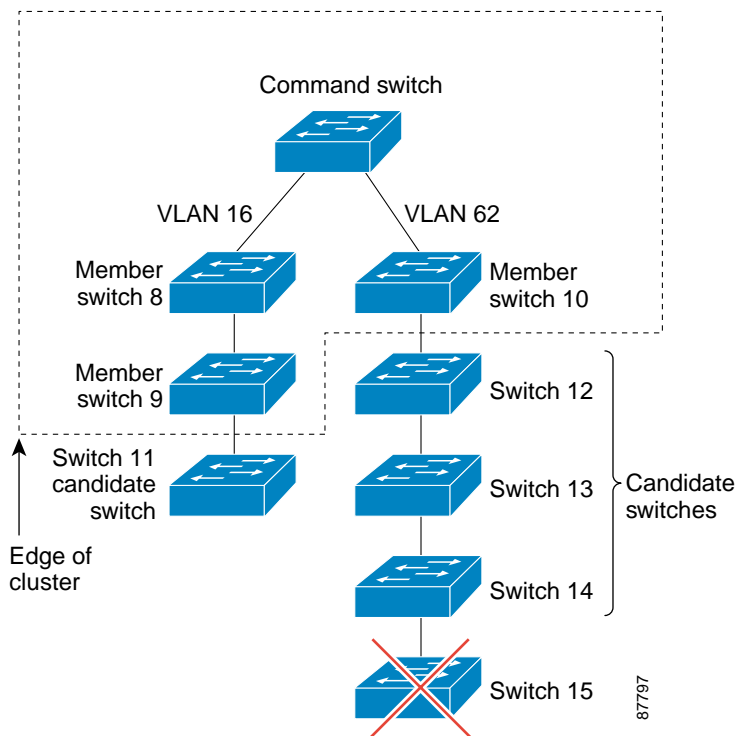 Command switch
VLAN 16
VLAN 62
Member
switch 8
Member
switch 10
Member
switch 9
Switch 12
Switch 11
candidate
switch
Switch 13
Candidate
switches
Edge of
cluster
Switch 14
Switch 15
87797